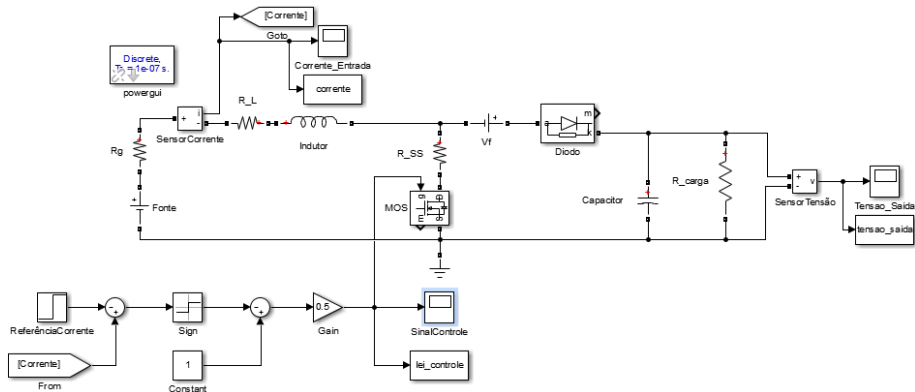 [Corrente]
Goto
Corrente_Entrada
corrente
Discrete,
powergui
i
+
-
SensorCorrente
R_L
Indutor
Rg
+
Fonte
R_SS
+
Vf
a
m
k
Diodo
g
D
MOS
m
S
Capacitor
+
R_carga
+
+
-
v
SensorTensão
Tensao_Saida
tensao_saida
ReferênciaCorrente
-
+
Sign
-
+
0.5
Gain
SinalControle
lei_controle
[Corrente]
From
1
Constant